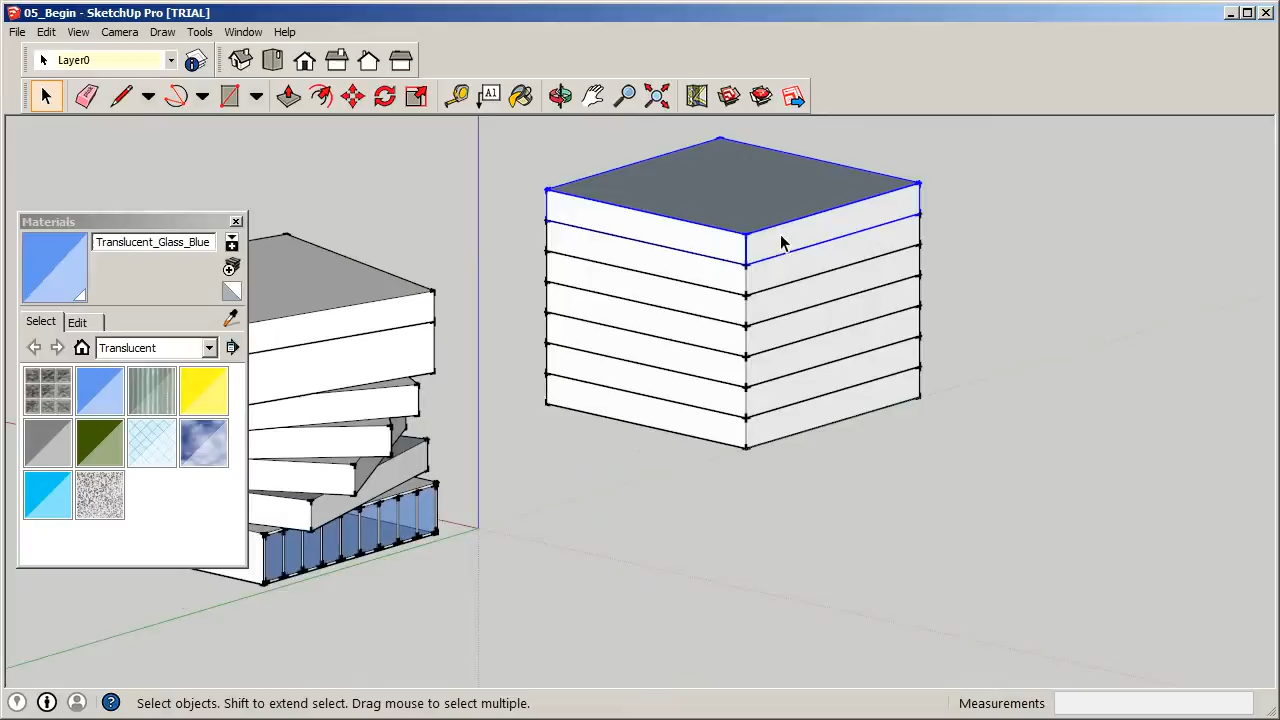 05_Begin - SketchUp Pro [TRIAL]
File Edit View Camera Draw Tools Window Help
Layer0
A1
Materials
Translucent_Glass_Blue
Select Edit
Translucent
Select objects. Shift to extend select. Drag mouse to select multiple.
Measurements